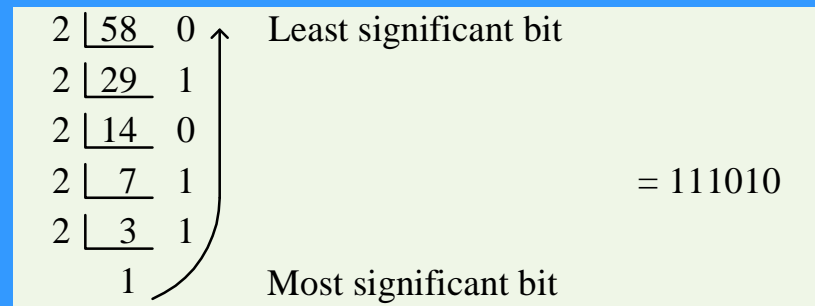 2 58 0 Least significant bit
2 29 1
2 14 0
2 7 1 = 111010
2 3 1
1 Most significant bit